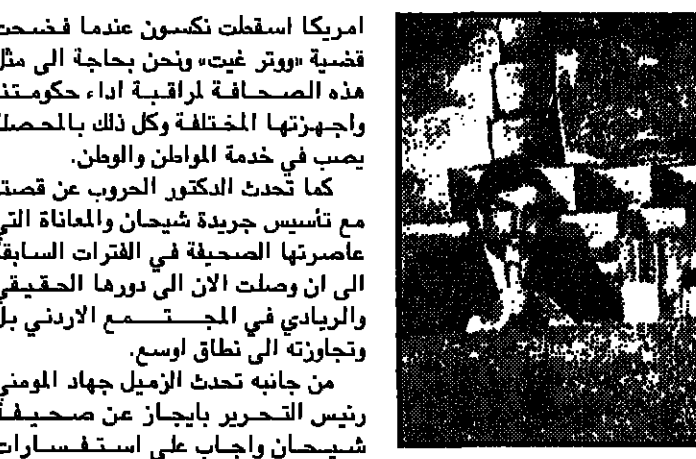 امريكا اسقطت نكسون عندما فضحت
قضية «ووتر غيت» ونحن بحاجة الى مثل
هذه الصحافة لمراقبة اداء حكومتنا
واجهزتها المختلفة وكل ذلك بالمحصلة
يصب في خدمة المواطن والوطن.
كما تحدث الدكتور الحروب عن قصته
مع تأسيس جريدة شيحان والمعاناة التي
عاصرتها الصحيفة في الفترات السابقة
الى ان وصلت الان الى دورها الحقيقي
والريادي في المجتمع الاردني بل
وتجاوزته الى نطاق اوسع.
من جانبه تحدث الزميل جهاد المومني
رئيس التحرير بايجاز عن صحيفة
شيحان واجاب على استفسارات